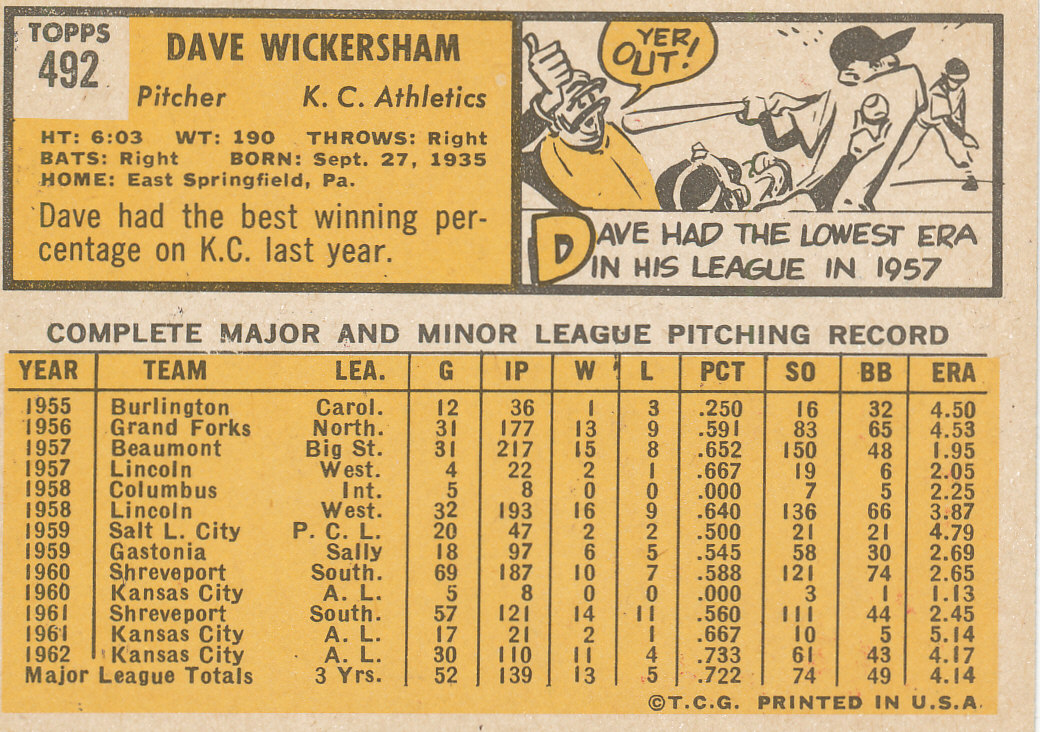 TOPPS
492
DAVE WICKERSHAM
Pitcher K. C. Athletics
HT: 6:03 WT: 190 THROWS: Right
BATS: Right BORN: Sept. 27, 1935
HOME: East Springfield, Pa.
Dave had the best winning per-
centage on K.C. last year.
YER
OUT!
DAVE HAD THE LOWEST ERA
IN HIS LEAGUE IN 1957
COMPLETE MAJOR AND MINOR LEAGUE PITCHING RECORD
YEAR TEAM LEA. G IP W L PCT SO BB ERA
1955 Burlington Carol. 12 36 1 3 .250 16 32 4.50
1956 Grand Forks North. 31 177 13 9 .591 83 65 4.53
1957 Beaumont Big St. 31 217 15 8 .652 150 48 1.95
1957 Lincoln West. 4 22 2 1 .667 19 6 2.05
1958 Columbus Int. 5 8 0 0 .000 7 5 2.25
1958 Lincoln West. 32 193 16 9 .640 136 66 3.87
1959 Salt L. City P. C. L. 20 47 2 2 .500 21 21 4.79
1959 Gastonia Sally 18 97 6 5 .545 58 30 2.69
1960 Shreveport South. 69 187 10 7 .588 121 74 2.65
1960 Kansas City A. L. 5 8 0 0 .000 3 1 1.13
1961 Shreveport South. 57 121 14 11 .560 111 44 2.45
1961 Kansas City A. L. 17 21 2 1 .667 10 5 5.14
1962 Kansas City A. L. 30 110 11 4 .733 61 43 4.17
Major League Totals 3 Yrs. 52 139 13 5 .722 74 49 4.14
©T.C.G. PRINTED IN U.S.A.